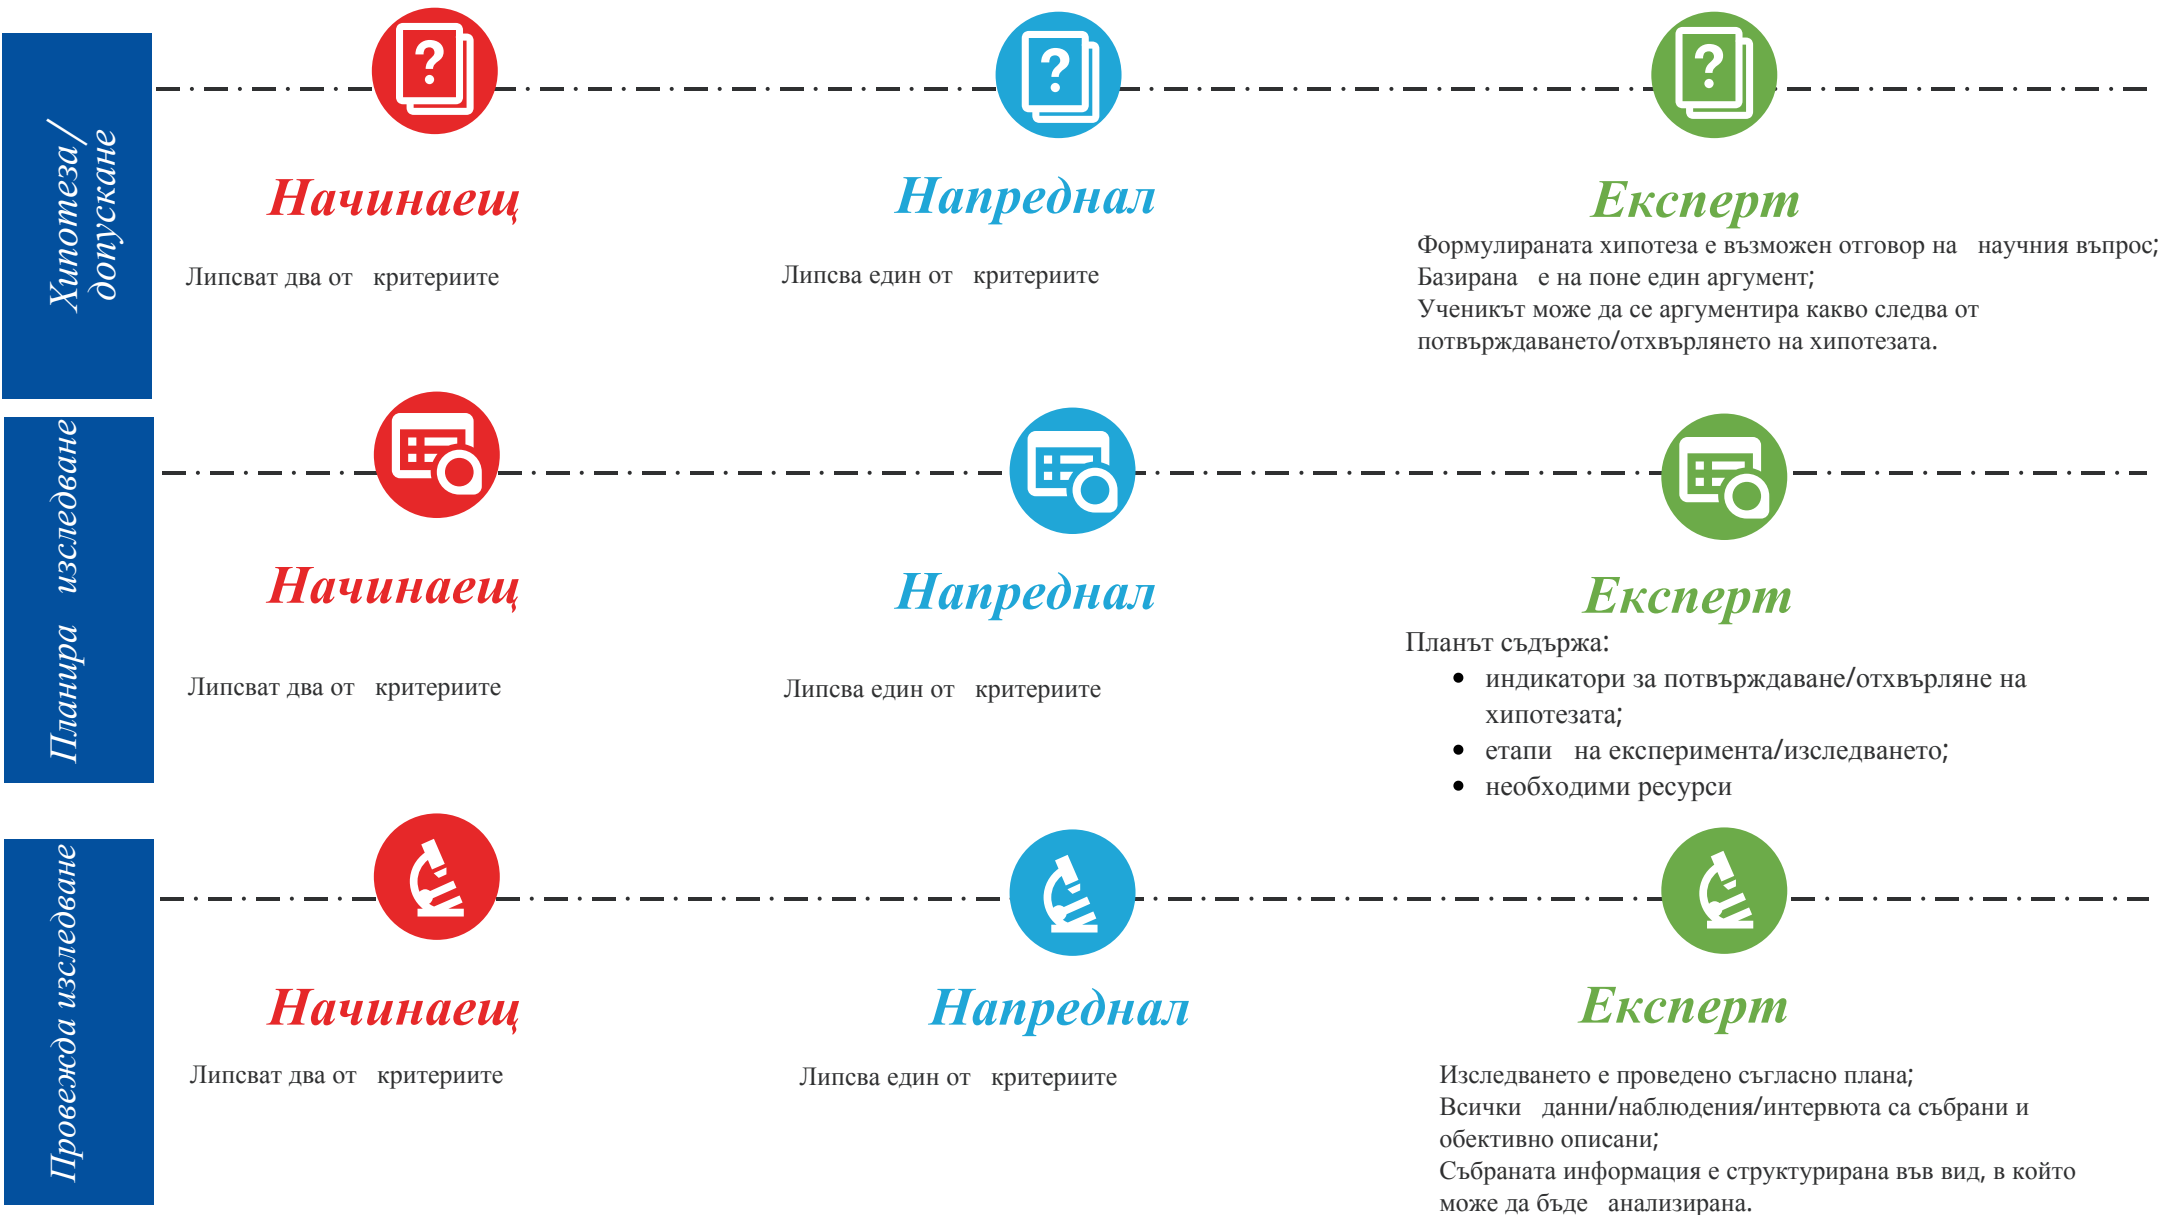 Хипотеза/
допускане
Начинаещ
Липсват два от критериите
Напреднал
Липсва един от критериите
Експерт
Формулираната хипотеза е възможен отговор на научния въпрос;
Базирана е на поне един аргумент;
Ученикът може да се аргументира какво следва от
потвърждаването/отхвърлянето на хипотезата.
Планира изследване
Начинаещ
Липсват два от критериите
Напреднал
Липсва един от критериите
Експерт
Планът съдържа:
• индикатори за потвърждаване/отхвърляне на
хипотезата;
• етапи на експеримента/изследването;
• необходими ресурси
Провежда изследване
Начинаещ
Липсват два от критериите
Напреднал
Липсва един от критериите
Експерт
Изследването е проведено съгласно плана;
Всички данни/наблюдения/интервюта са събрани и
обективно описани;
Събраната информация е структурирана във вид, в който
може да бъде анализирана.